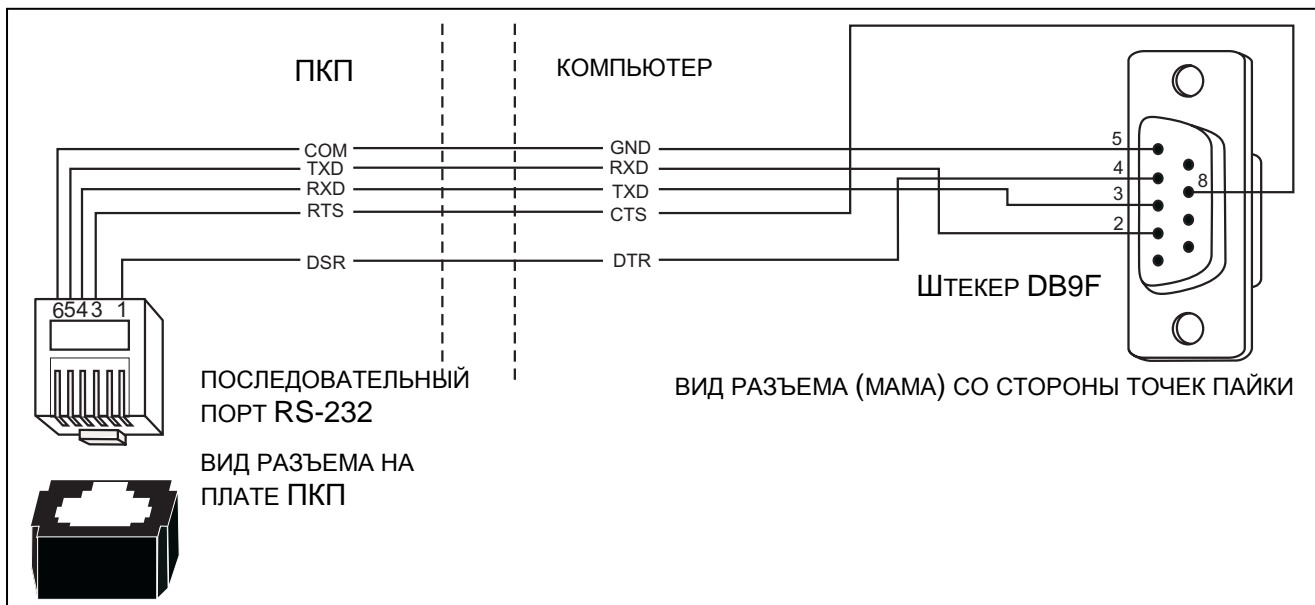 ПКП
КОМПЬЮТЕР
COM GND
TXD RXD
RXD TXD
RTS CTS
DSR DTR
5
4
3
2
8
6543 1
ШТЕКЕР DB9F
ПОСЛЕДОВАТЕЛЬНЫЙ
ПОРТ RS-232
ВИД РАЗЪЕМА (МАМА) СО СТОРОНЫ ТОЧЕК ПАЙКИ
ВИД РАЗЪЕМА НА
ПЛАТЕ ПКП